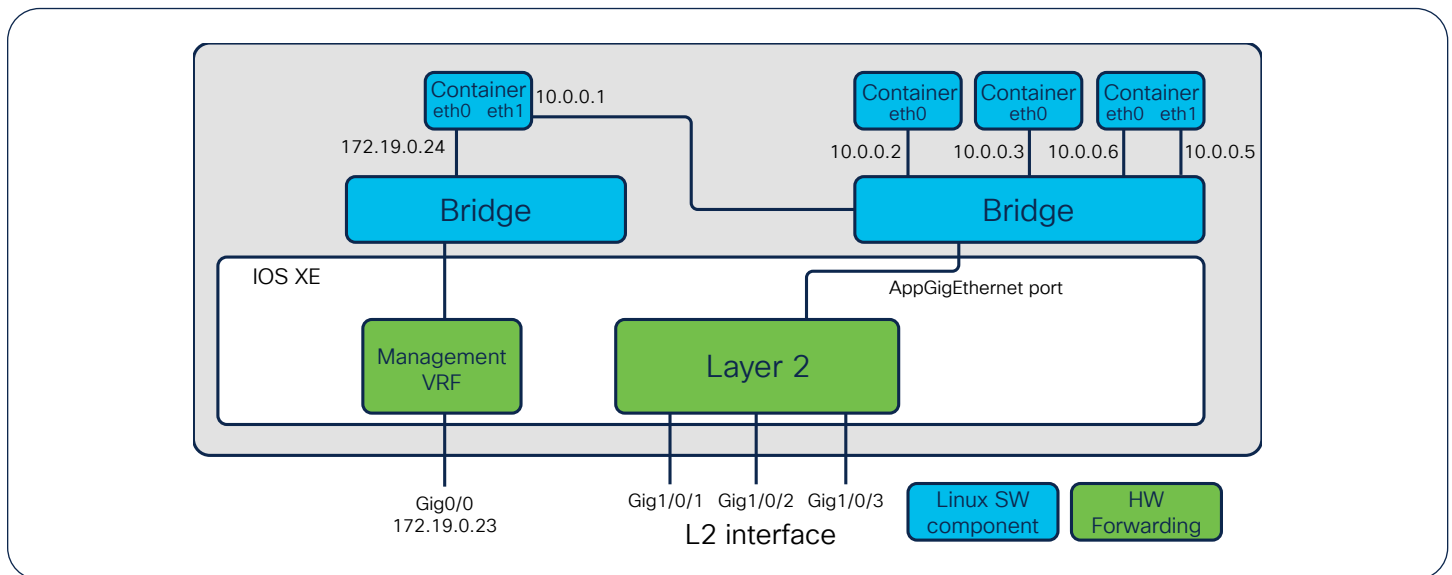 Container
eth0 eth1
10.0.0.1
Container
eth0
Container
eth0
Container
eth0 eth1
172.19.0.24
10.0.0.2
10.0.0.3
10.0.0.6
10.0.0.5
Bridge
Bridge
IOS XE
AppGigEthernet port
Management
VRF
Layer 2
Gig0/0
172.19.0.23
Gig1/0/1
Gig1/0/2
Gig1/0/3
L2 interface
Linux SW
component
HW
Forwarding